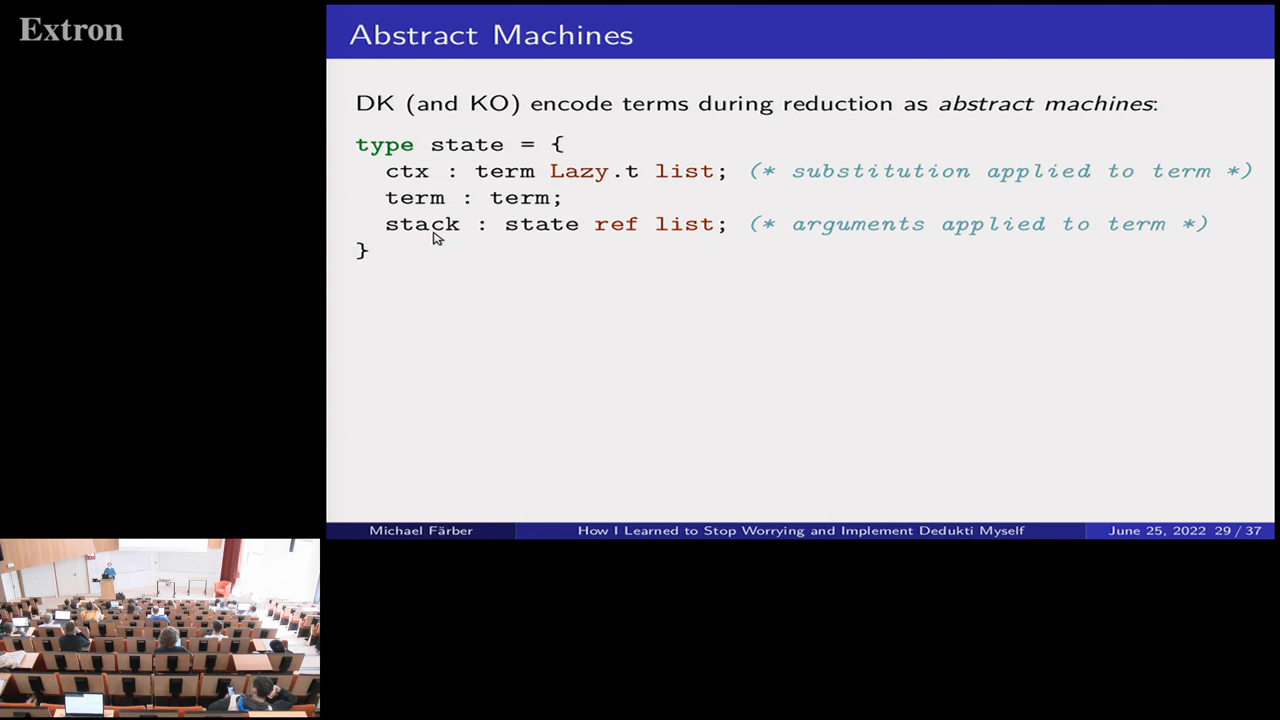 Extron
Abstract Machines
DK (and KO) encode terms during reduction as abstract machines:
type state = {
ctx : term Lazy.t list; (* substitution applied to term *)
term : term;
stack : state ref list; (* arguments applied to term *)
}
Michael Färber
How I Learned to Stop Worrying and Implement Dedukti Myself
June 25, 2022 29 / 37